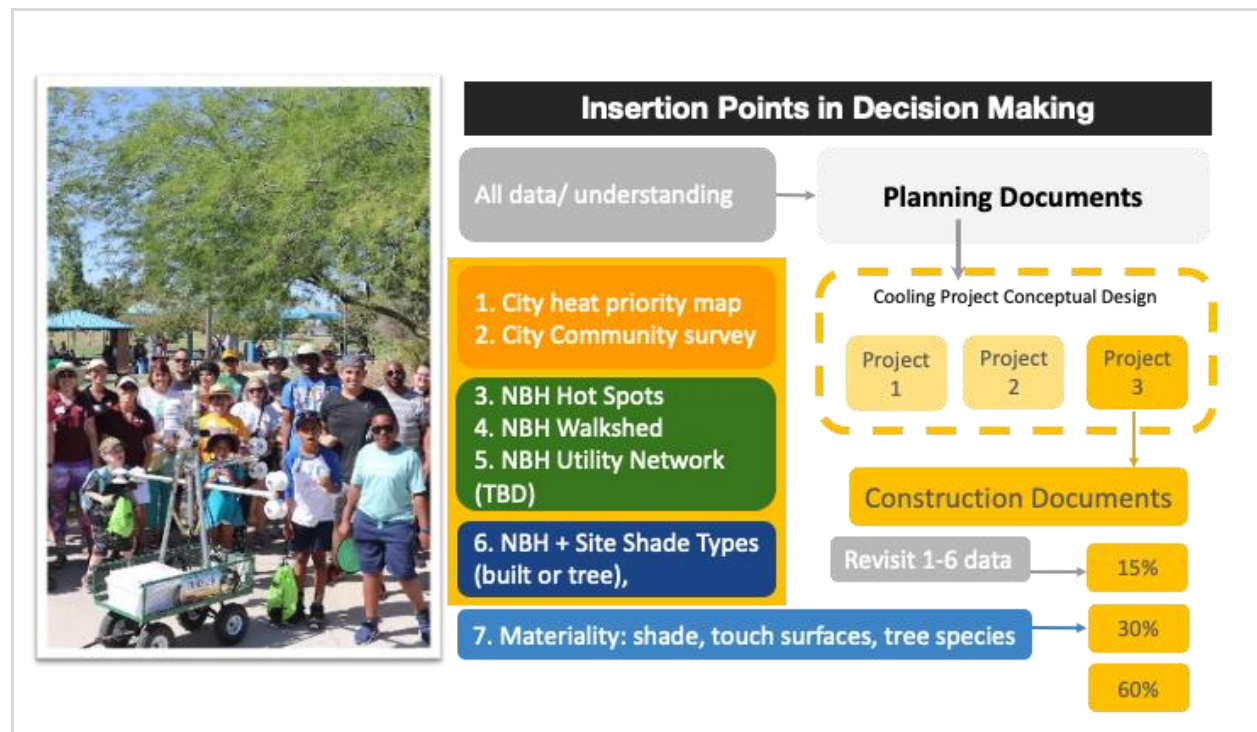 Insertion Points in Decision Making
All data/ understanding
Planning Documents
1. City heat priority map
2. City Community survey
3. NBH Hot Spots
4. NBH Walkshed
5. NBH Utility Network
(TBD)
6. NBH + Site Shade Types
(built or tree),
7. Materiality: shade, touch surfaces, tree species
Cooling Project Conceptual Design
Project
1
Project
2
Project
3
Construction Documents
Revisit 1-6 data
15%
30%
60%